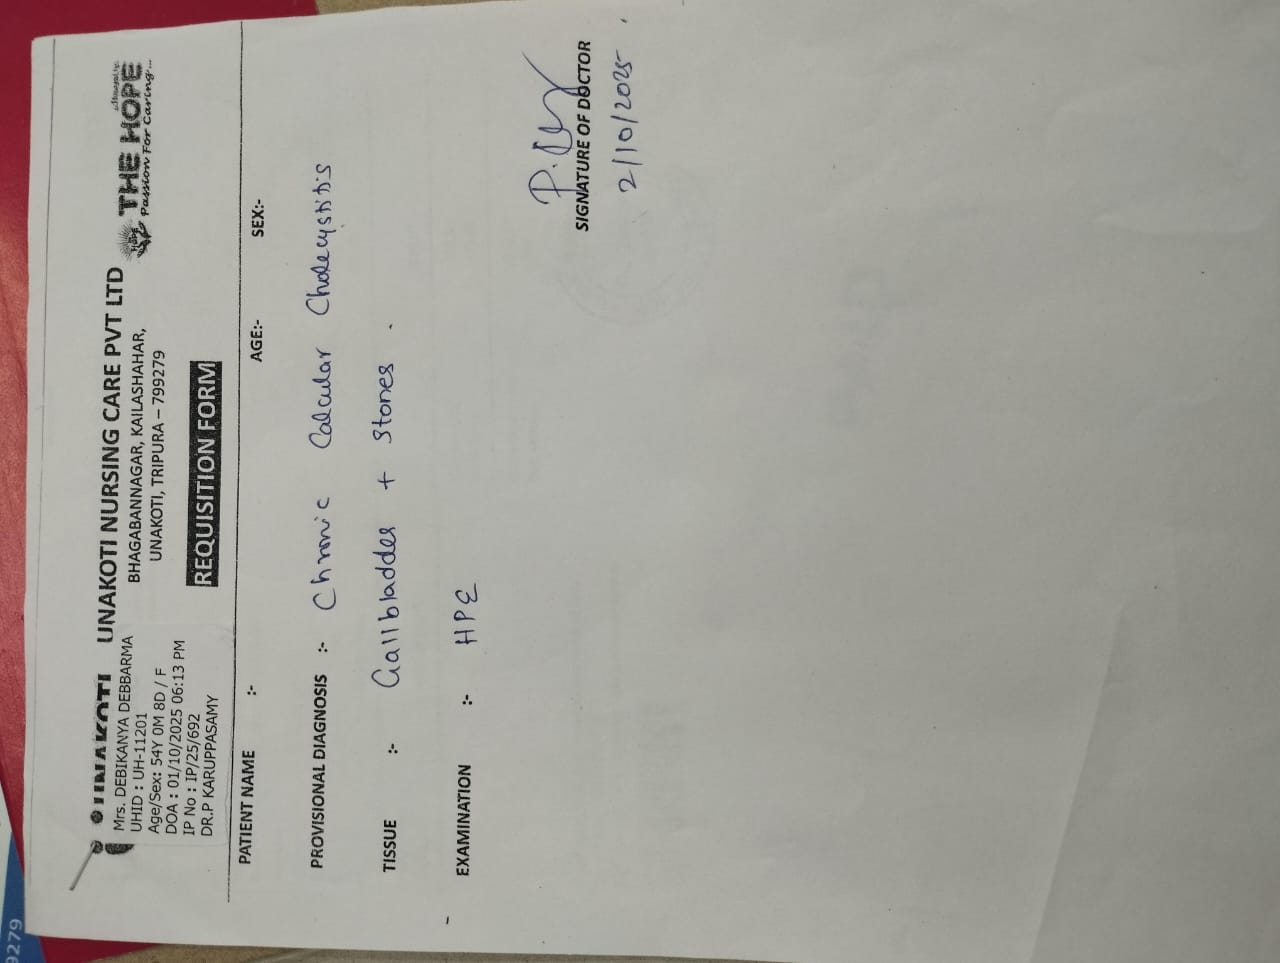 UNAKOTI
UNAKOTI NURSING CARE PVT LTD
BHAGABANNAGAR, KAILASHAHAR,
UNAKOTI, TRIPURA – 799279
THE HOPE
Passion For Caring...
Mrs. DEBIKANYA DEBBARMA
UHID : UH-11201
Age/Sex: 54Y 0M 8D / F
DOA : 01/10/2025 06:13 PM
IP No : IP/25/692
DR.P KARUPPASAMY
REQUISITION FORM
PATIENT NAME :- AGE:- SEX:-
PROVISIONAL DIAGNOSIS :- Chronic Calcular Cholecystitis
TISSUE :- Gallbladder + Stones.
EXAMINATION :- HPE
SIGNATURE OF DOCTOR
2/10/2025
9279